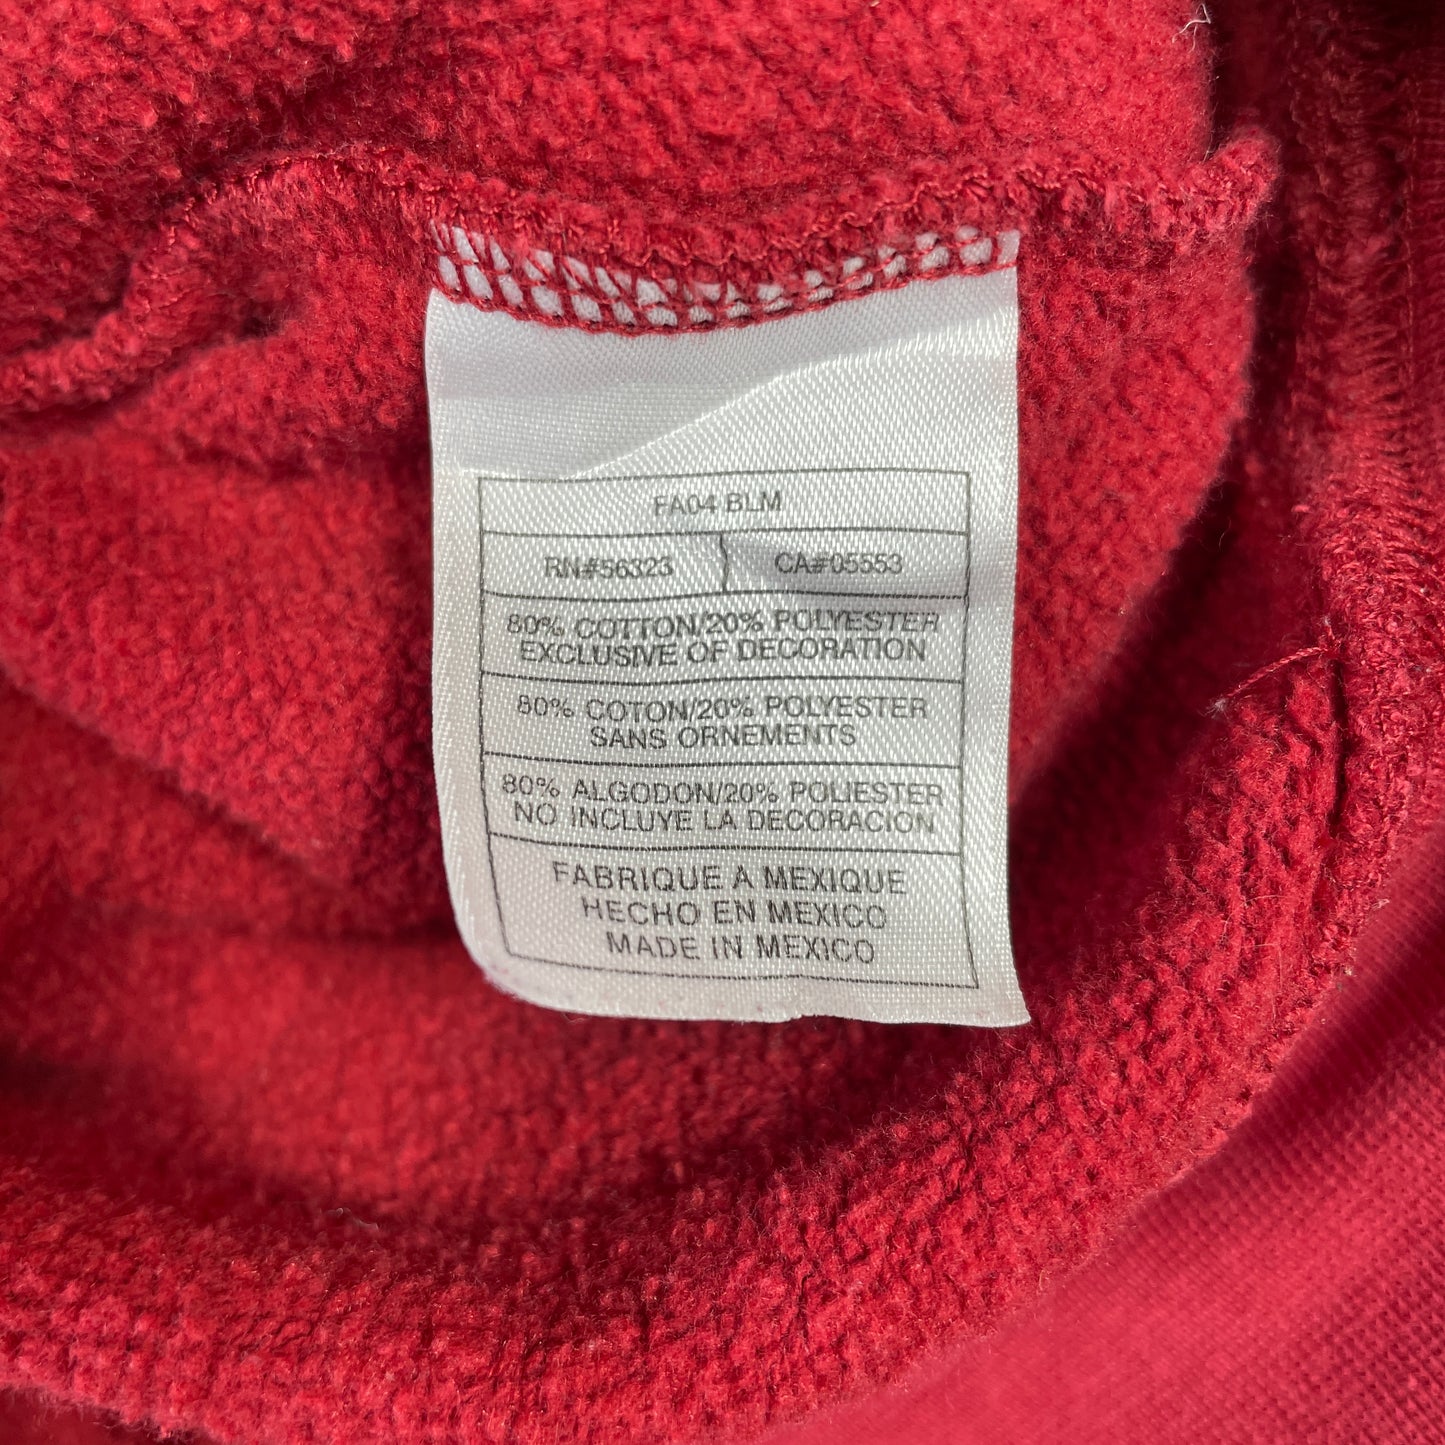 FA04 BLM
RN#56323 CA#05553
80% COTTON/20% POLYESTER
EXCLUSIVE OF DECORATION
80% COTON/20% POLYESTER
SANS ORNEMENTS
80% ALGODON/20% POLIESTER
NO INCLUYE LA DECORACION
FABRIQUE A MEXIQUE
HECHO EN MEXICO
MADE IN MEXICO